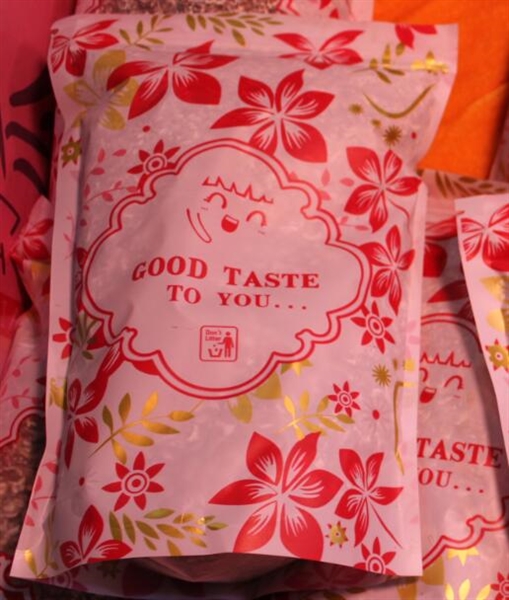 GOOD TASTE
TO YOU...
Don't
Litter
TASTE
OU...